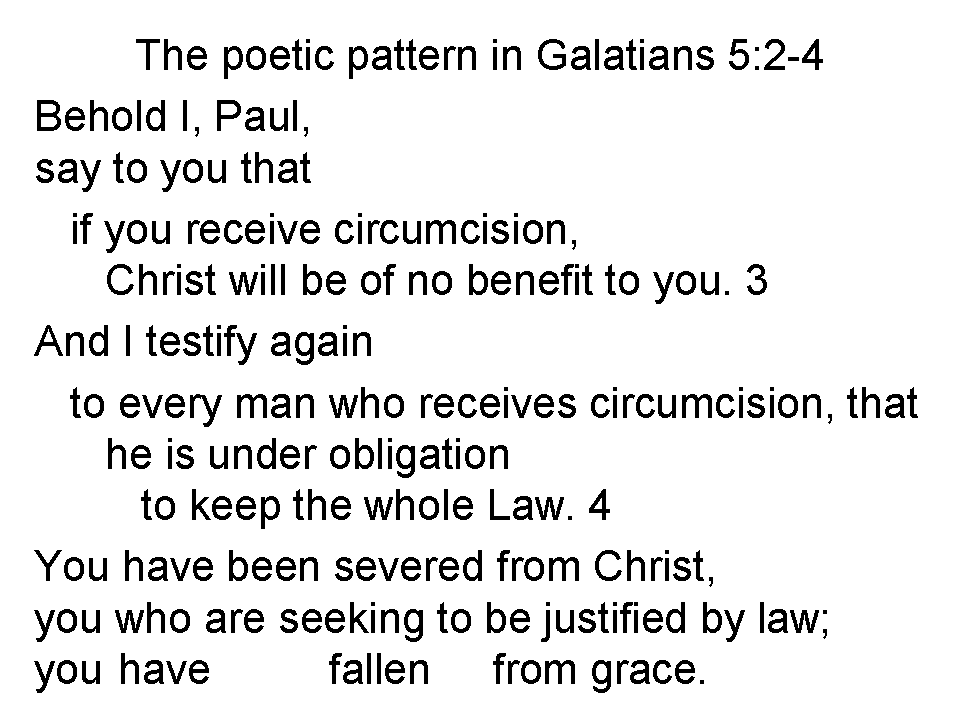 The poetic pattern in Galatians 5:2-4
Behold I, Paul,
say to you that
if you receive circumcision,
Christ will be of no benefit to you. 3
And I testify again
to every man who receives circumcision, that
he is under obligation
to keep the whole Law. 4
You have been severed from Christ,
you who are seeking to be justified by law;
you have fallen from grace.